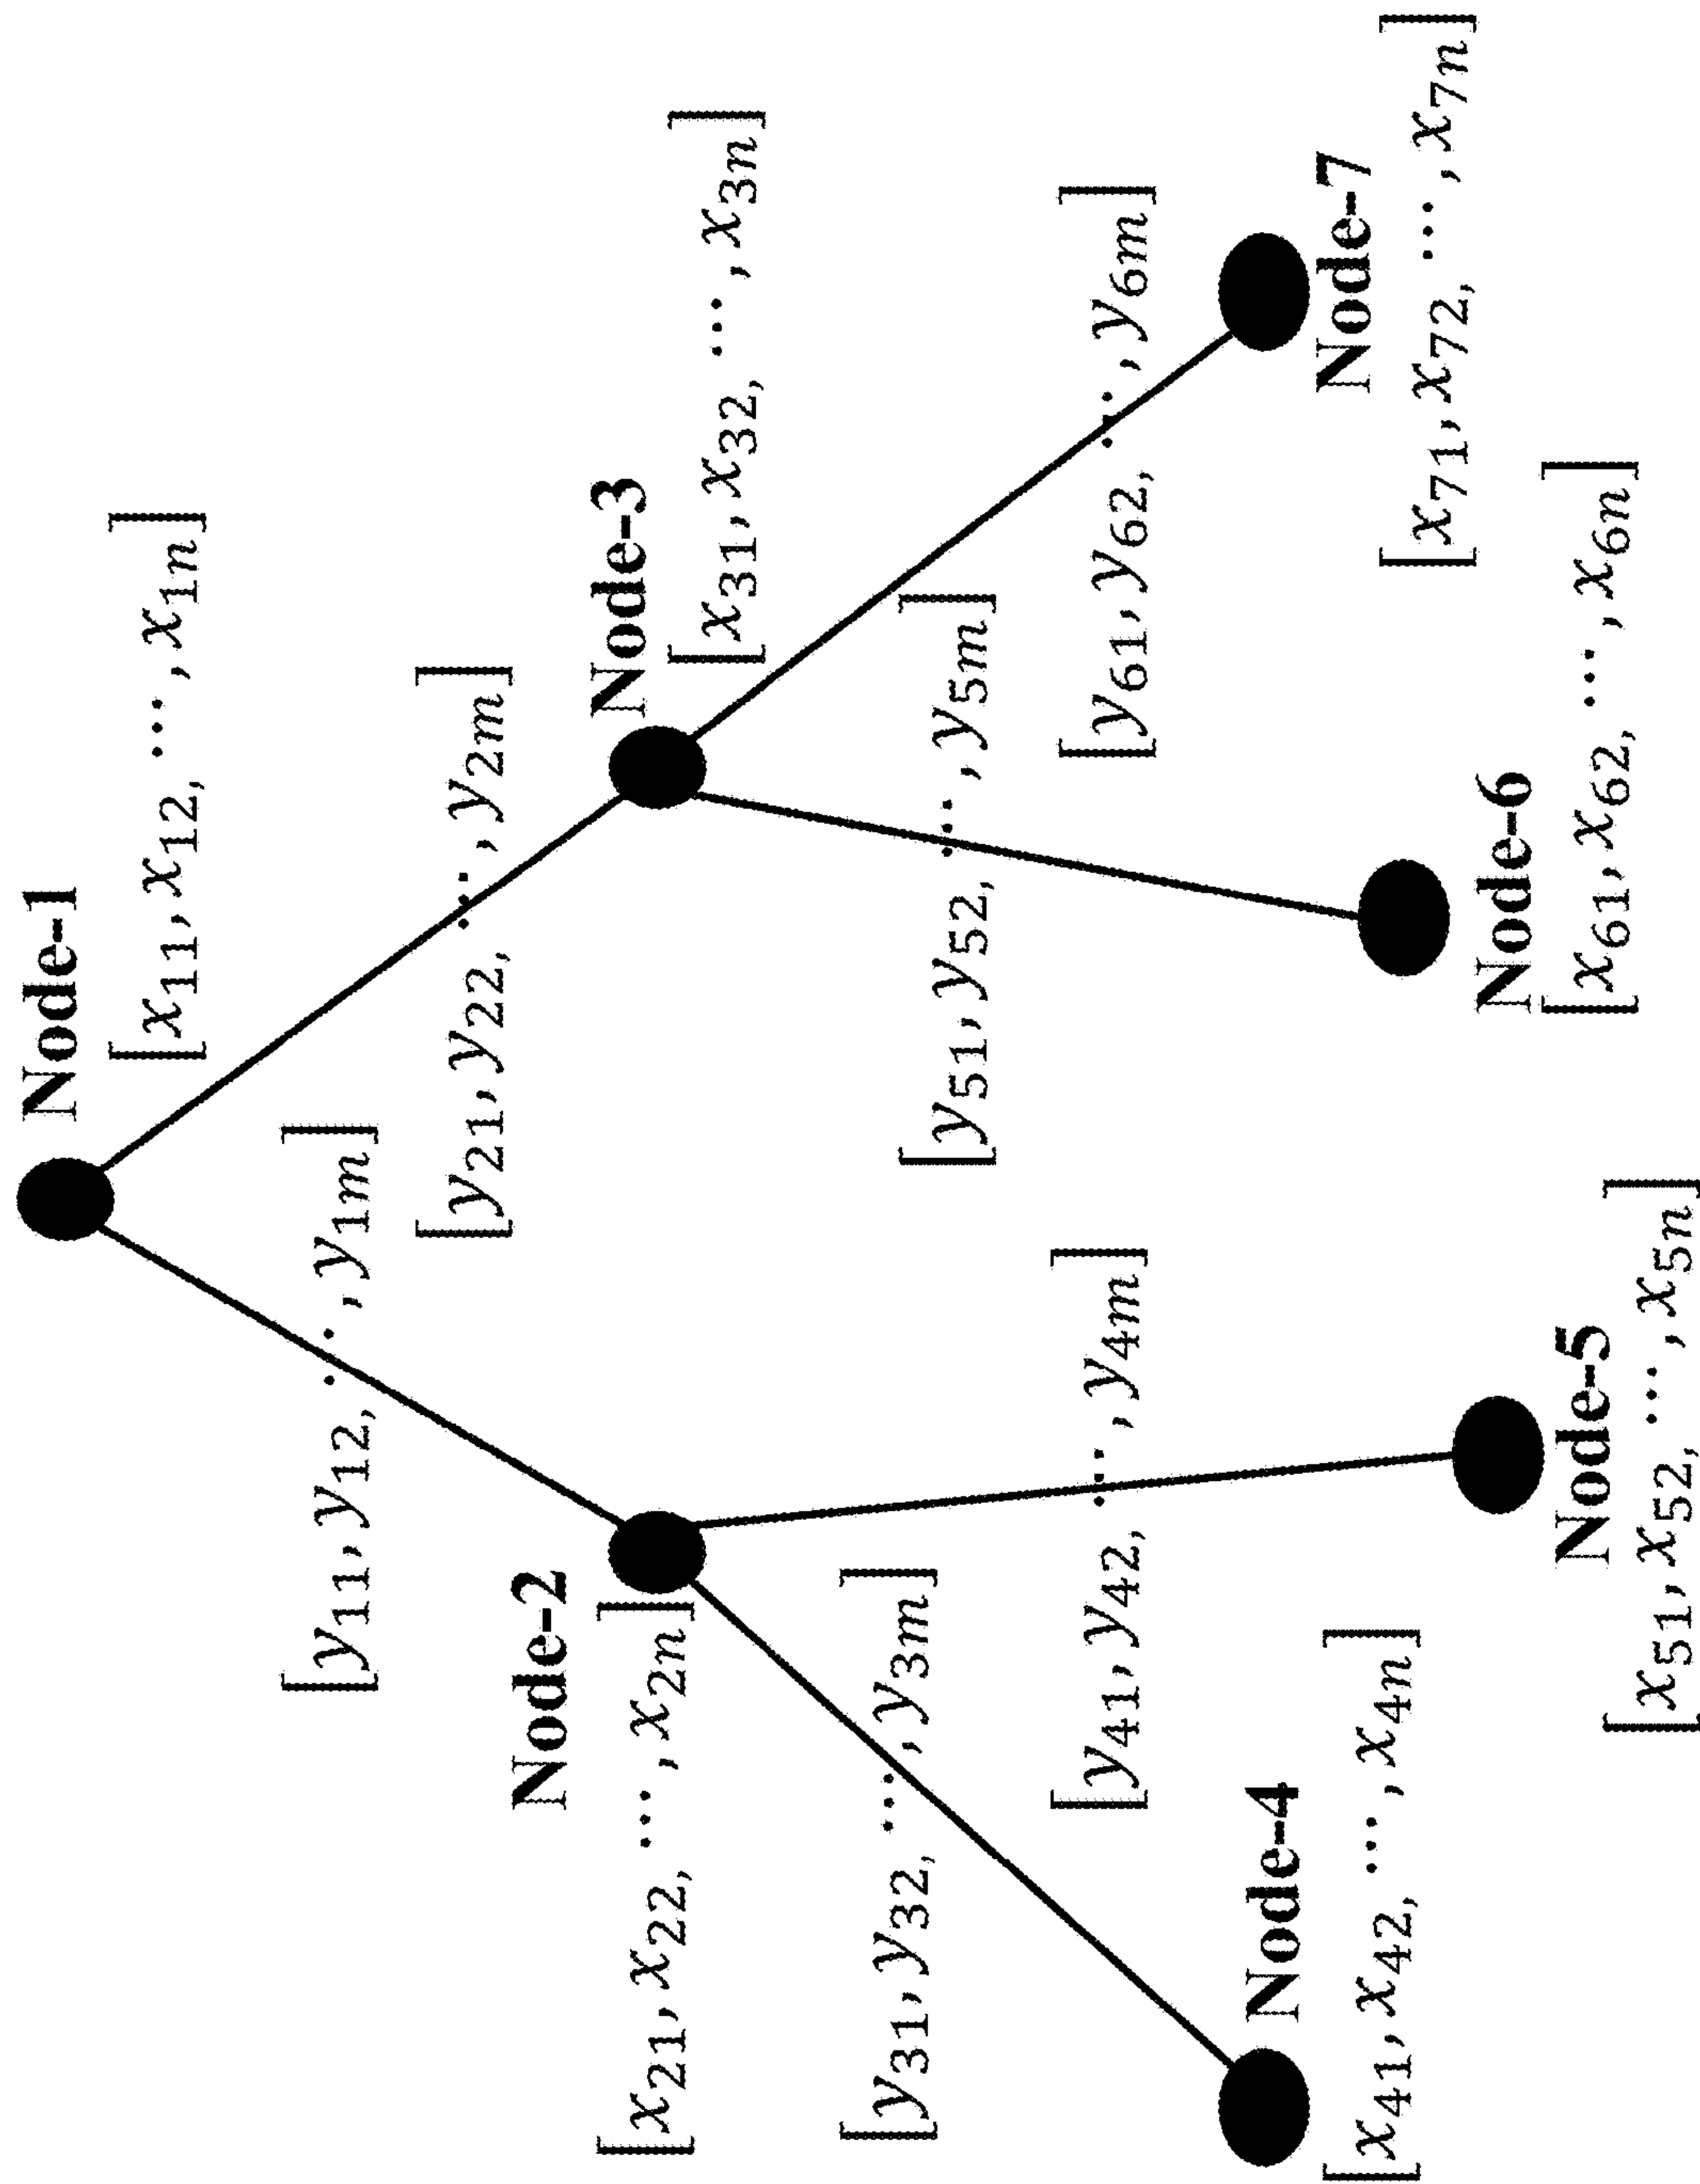 Node-1
[x₁₁, x₁₂, ⋯, x₁ₙ]
[y₁₁, y₁₂, ⋯, y₁ₘ]
[y₂₁, y₂₂, ⋯, y₂ₘ]
Node-2
[x₂₁, x₂₂, ⋯, x₂ₙ]
Node-3
[x₃₁, x₃₂, ⋯, x₃ₙ]
[y₃₁, y₃₂, ⋯, y₃ₘ]
[y₄₁, y₄₂, ⋯, y₄ₘ]
[y₅₁, y₅₂, ⋯, y₅ₘ]
[y₆₁, y₆₂, ⋯, y₆ₘ]
Node-4
[x₄₁, x₄₂, ⋯, x₄ₙ]
Node-5
[x₅₁, x₅₂, ⋯, x₅ₙ]
Node-6
[x₆₁, x₆₂, ⋯, x₆ₙ]
Node-7
[x₇₁, x₇₂, ⋯, x₇ₙ]